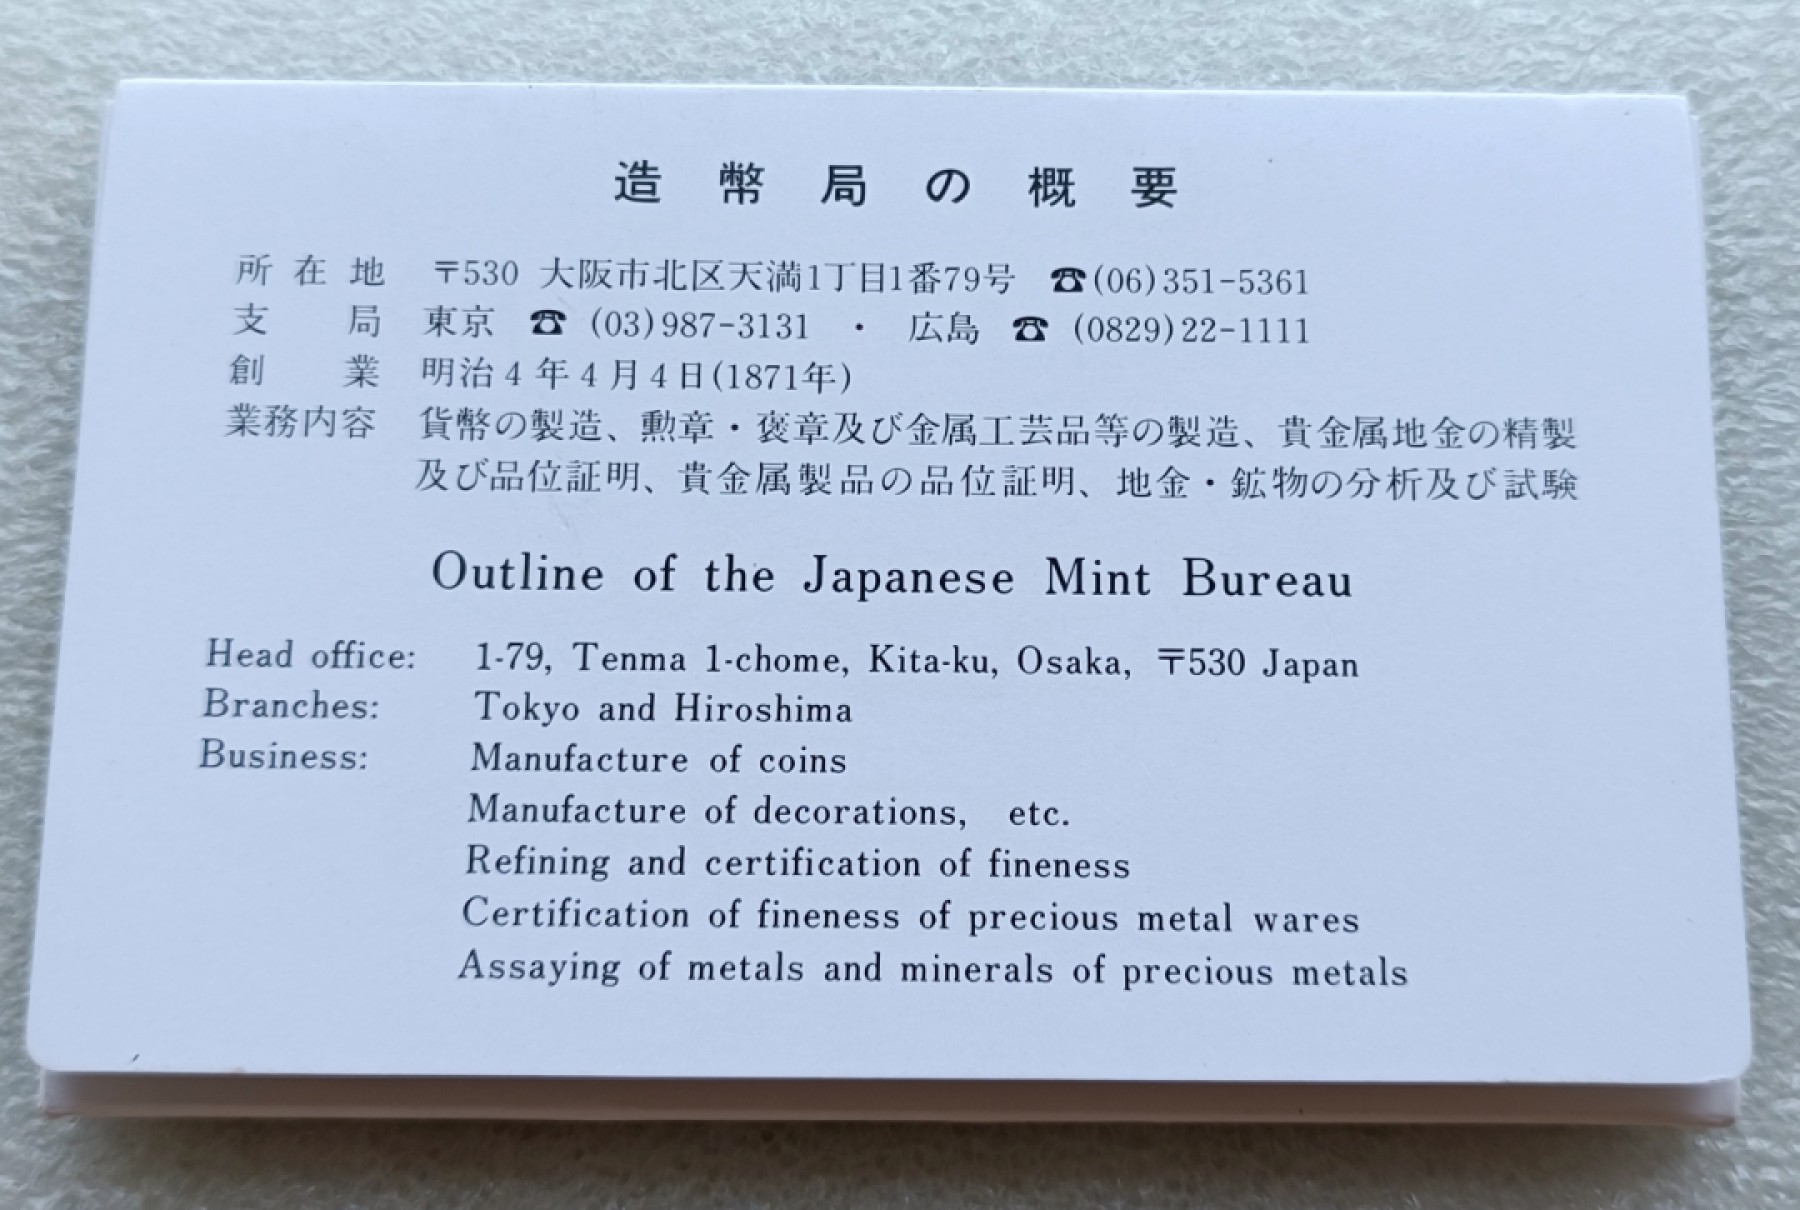 造幣局の概要
所在地 〒530 大阪市北区天満1丁目1番79号 ☎(06)351-5361
支局 東京 ☎ (03)987-3131 ・ 広島 ☎ (0829)22-1111
創業 明治4年4月4日(1871年)
業務内容 貨幣の製造、勲章・褒章及び金属工芸品等の製造、貴金属地金の精製
及び品位証明、貴金属製品の品位証明、地金・鉱物の分析及び試験
Outline of the Japanese Mint Bureau
Head office: 1-79, Tenma 1-chome, Kita-ku, Osaka, 〒530 Japan
Branches: Tokyo and Hiroshima
Business: Manufacture of coins
Manufacture of decorations, etc.
Refining and certification of fineness
Certification of fineness of precious metal wares
Assaying of metals and minerals of precious metals